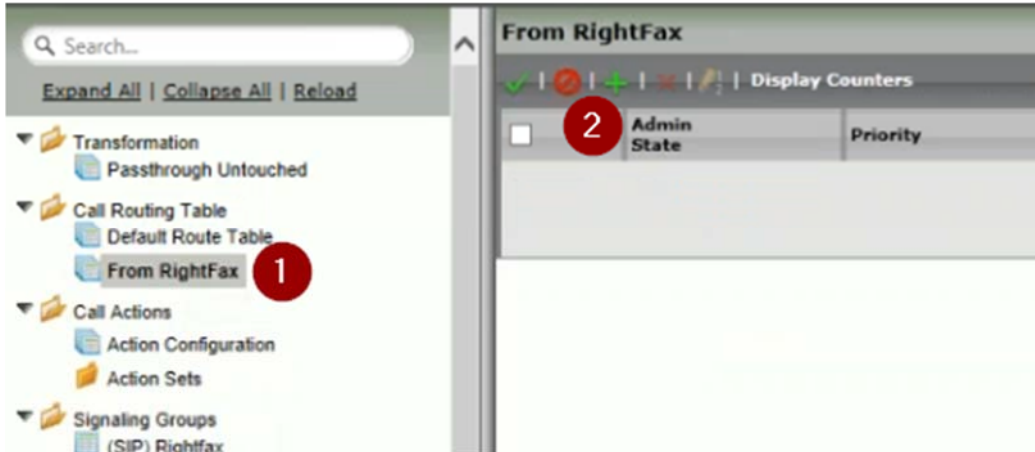 Search...
Expand All | Collapse All | Reload
Transformation
Passthrough Untouched
Call Routing Table
Default Route Table
From RightFax
1
Call Actions
Action Configuration
Action Sets
Signaling Groups
(SIP) Rightfax
From RightFax
| | | | | Display Counters
2
Admin
State
Priority